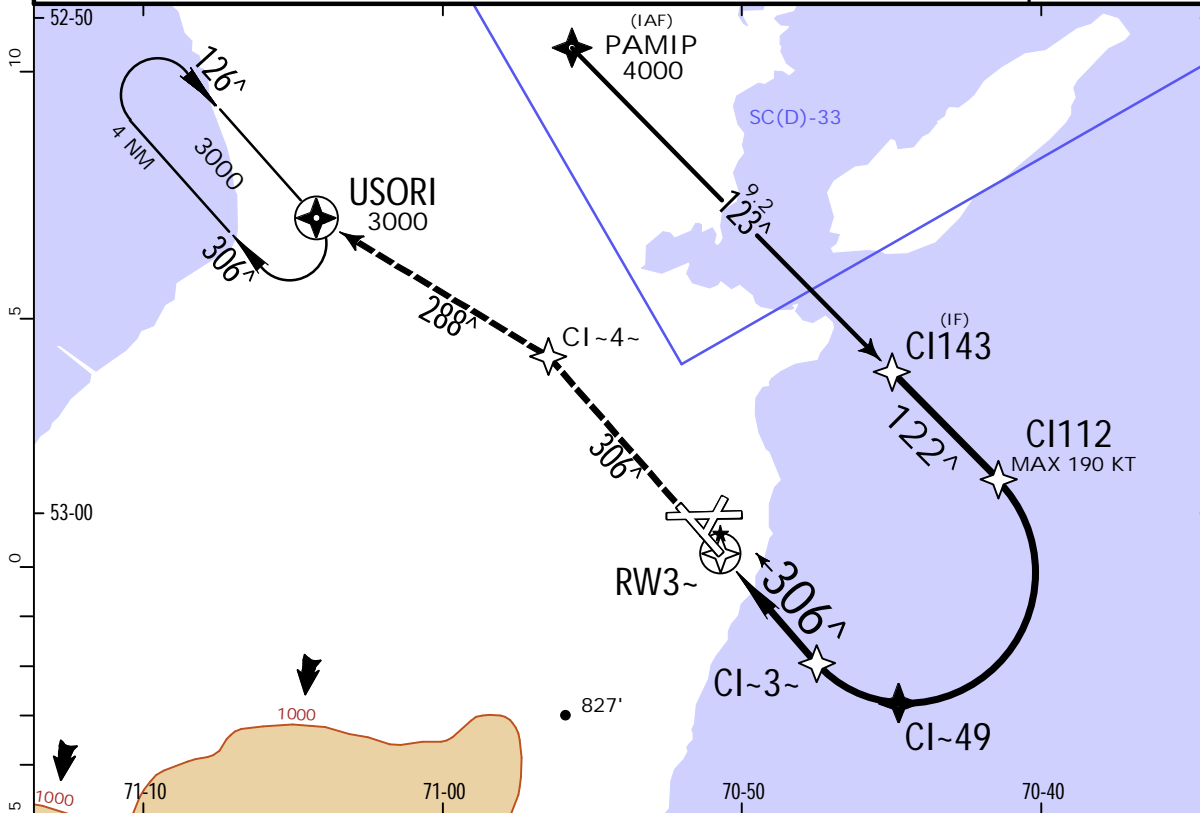 52-50
10
126^
4 NM
3000
USORI
3000
306^
(IAF)
PAMIP
4000
SC(D)-33
9.2
123^
5
288^
CI~4~
(IF)
CI143
122^
CI112
MAX 190 KT
306^
53-00
0
RW3~
306^
CI~3~
CI~49
827'
1000
1000
5
71-10
71-00
70-50
70-40